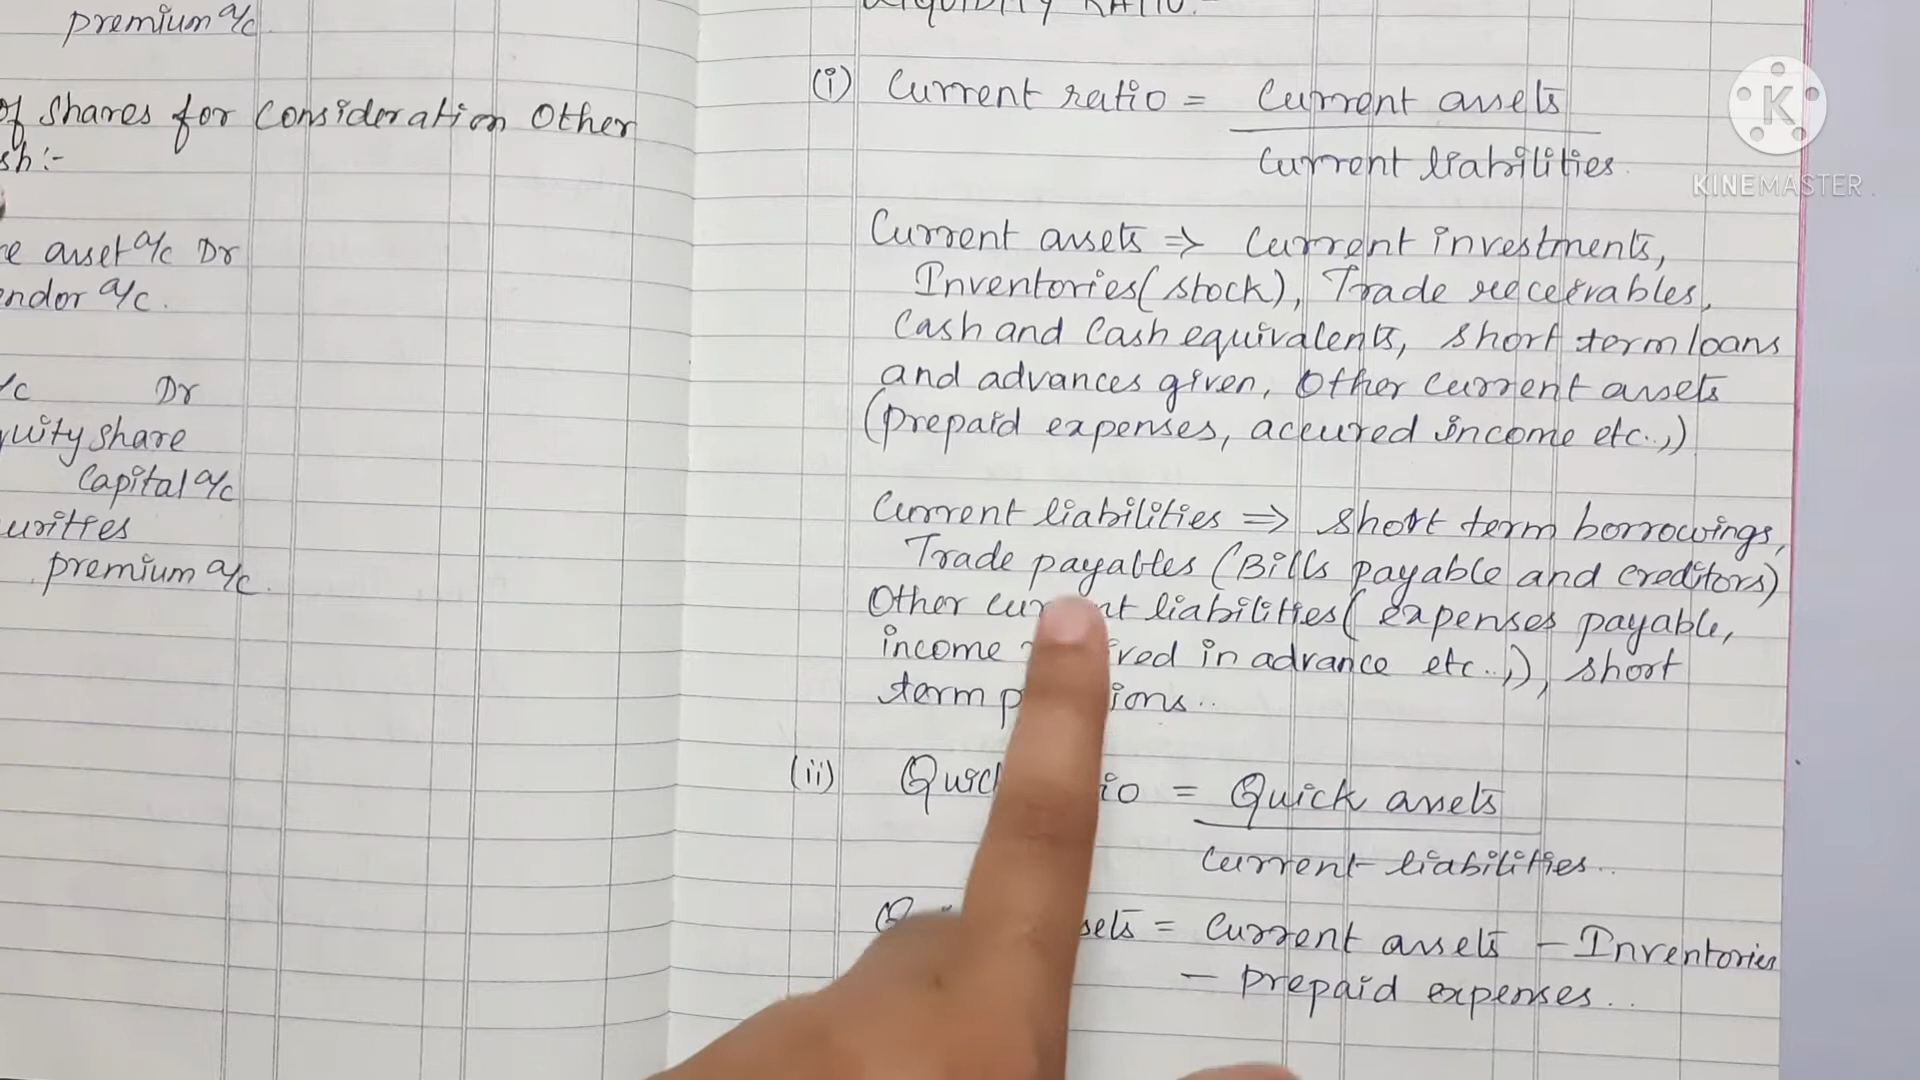 premium a/c
of Shares for Consideration Other
sh:-
asset a/c Dr
endor a/c.
/c Dr
quity share
Capital a/c
urities
premium a/c.
LIQUIDITY RATIO:-
(i) Current ratio = Current assets
Current liabilities.
Current assets ⇒ Current investments,
Inventories (stock), Trade receivables,
Cash and Cash equivalents, short term loans
and advances given, Other current assets
(prepaid expenses, accured income etc..,)
Current liabilities ⇒ short term borrowings,
Trade payables (Bills payable and creditors)
Other current liabilities (expenses payable,
income in advance etc..,), short
term
(ii) Quick = Quick assets
Current liabilities..
= Current assets - Inventories
- prepaid expenses..
K
KINEMASTER